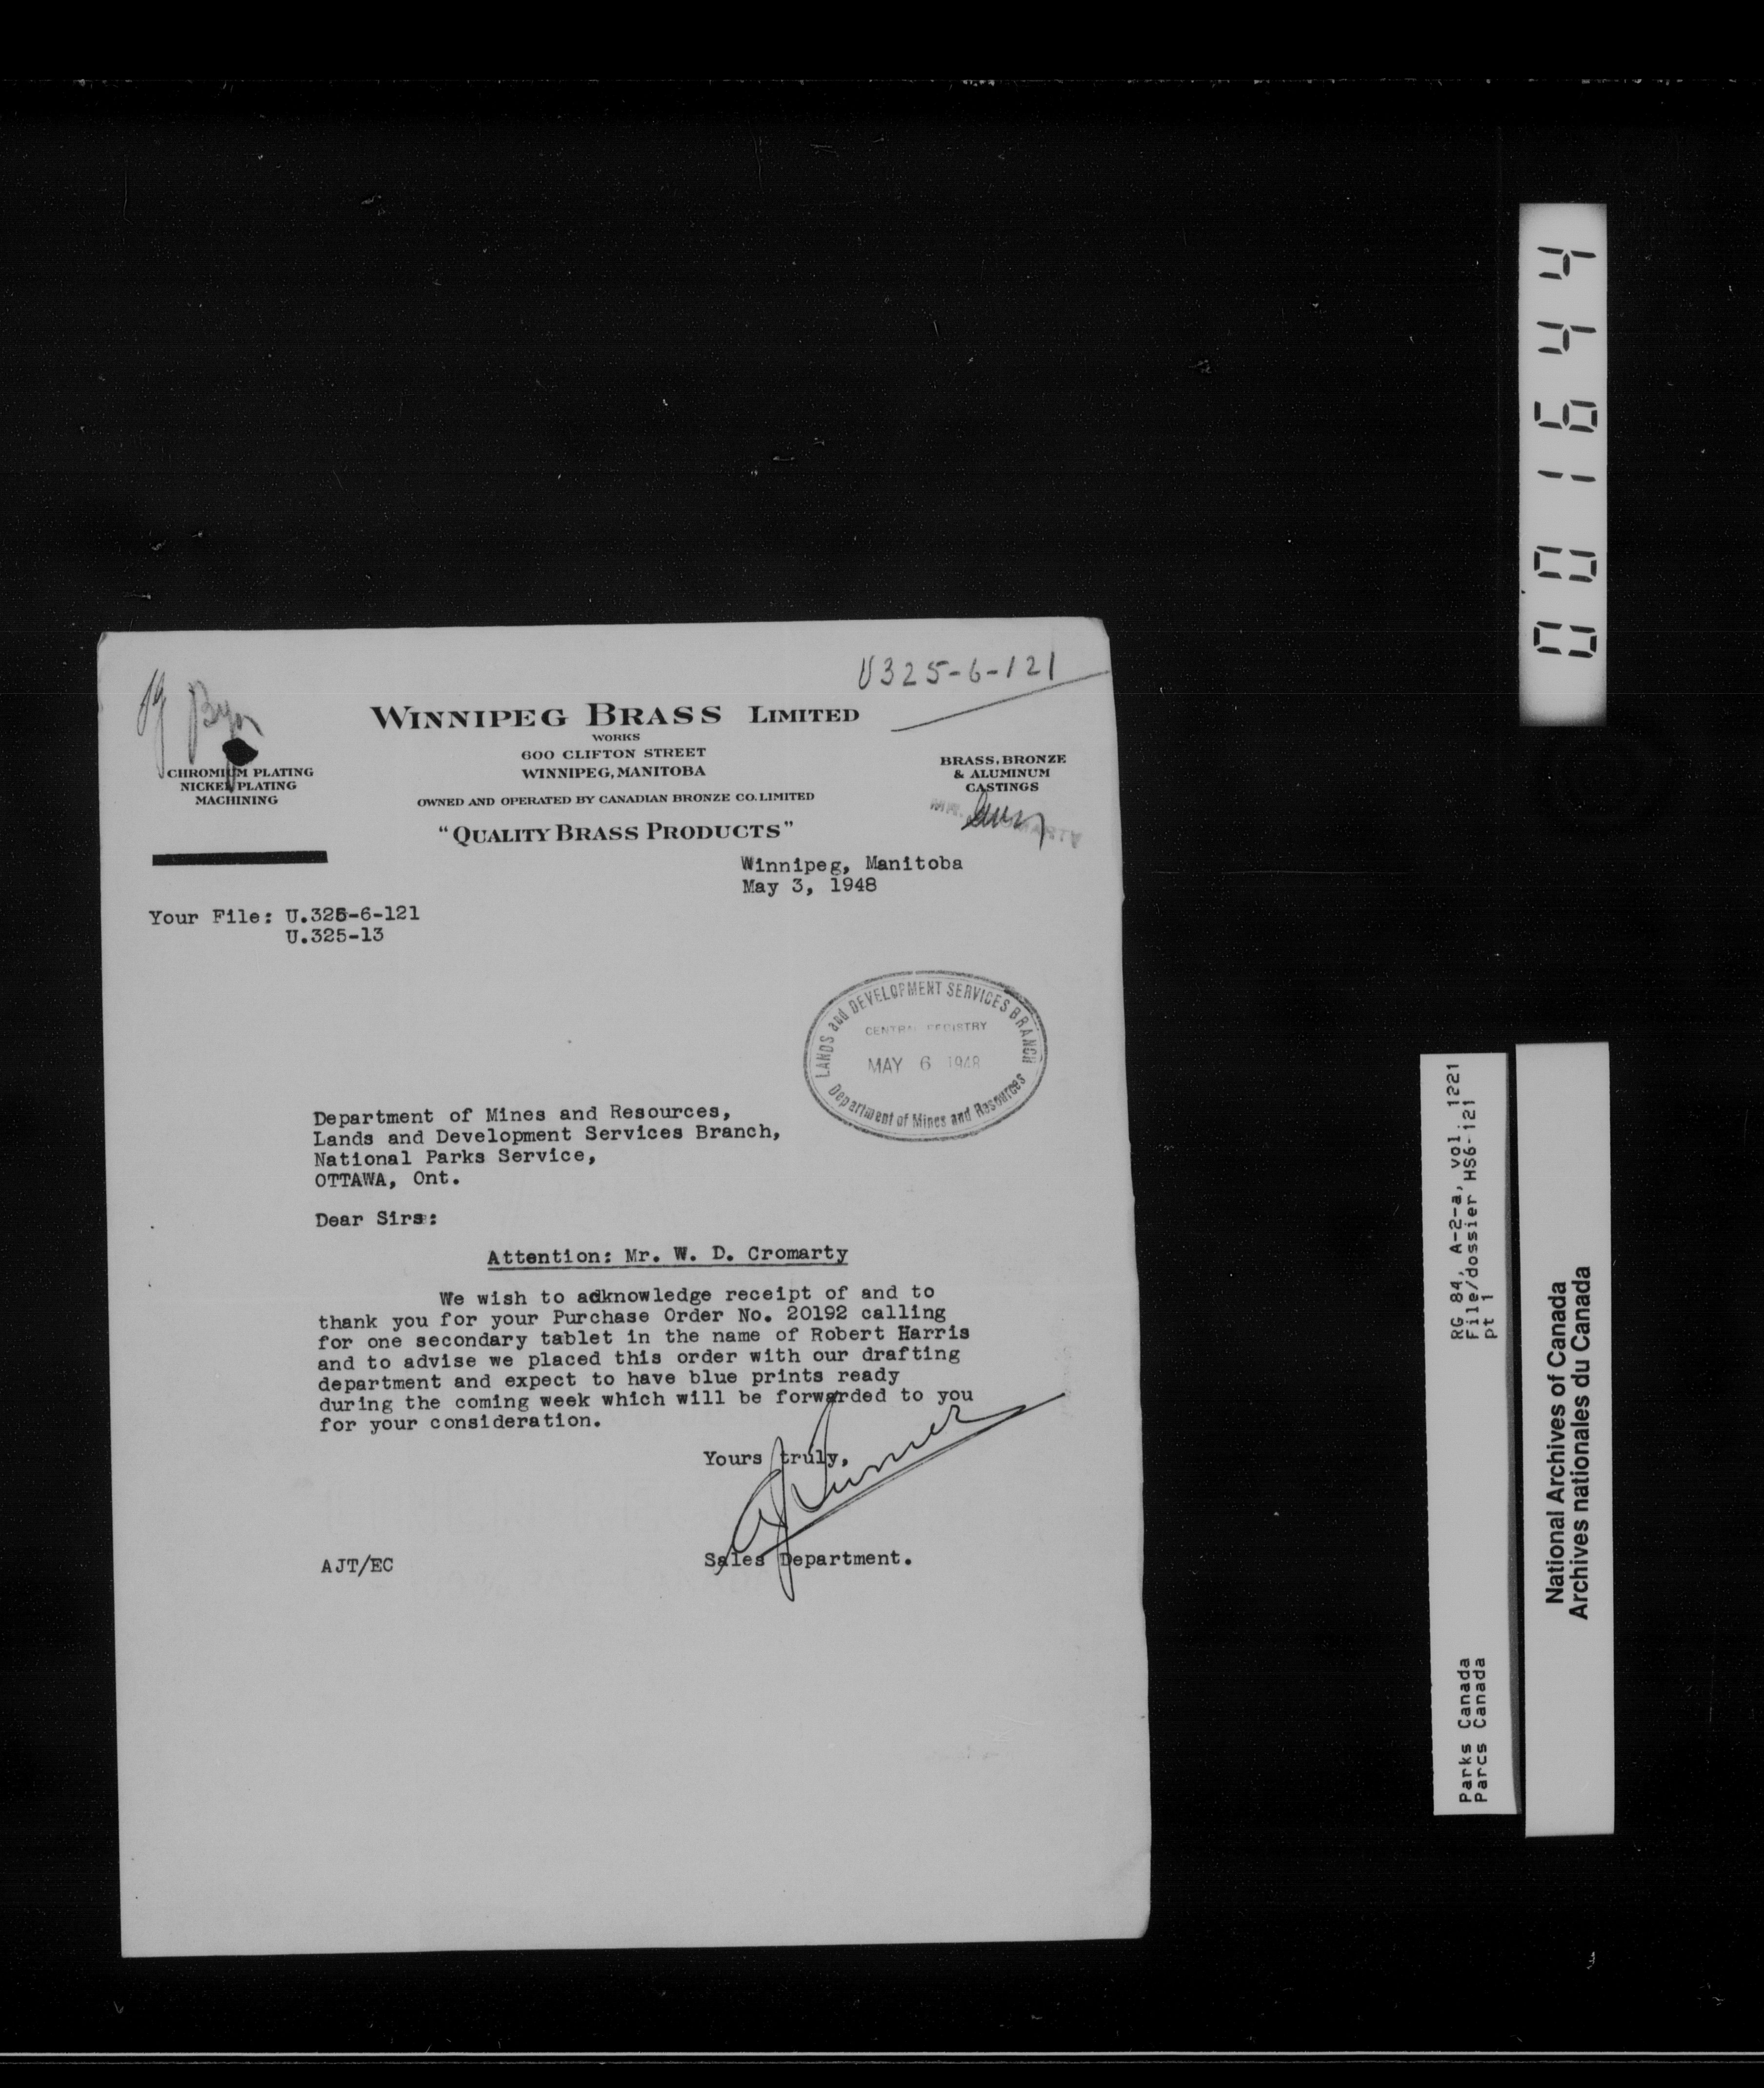 U325-6-121
WINNIPEG BRASS LIMITED
WORKS
600 CLIFTON STREET
WINNIPEG, MANITOBA
OWNED AND OPERATED BY CANADIAN BRONZE CO. LIMITED
"QUALITY BRASS PRODUCTS"
CHROMIUM PLATING
NICKEL PLATING
MACHINING
BRASS, BRONZE
& ALUMINUM
CASTINGS
Winnipeg, Manitoba
May 3, 1948
Your File: U.325-6-121
U.325-13
LANDS and DEVELOPMENT SERVICES BRANCH
CENTRAL REGISTRY
MAY 6 1948
Department of Mines and Resources
Department of Mines and Resources,
Lands and Development Services Branch,
National Parks Service,
OTTAWA, Ont.
Dear Sirs:
Attention: Mr. W. D. Cromarty
We wish to adknowledge receipt of and to
thank you for your Purchase Order No. 20192 calling
for one secondary tablet in the name of Robert Harris
and to advise we placed this order with our drafting
department and expect to have blue prints ready
during the coming week which will be forwarded to you
for your consideration.
Yours truly,
AJTurner
Sales Department.
AJT/EC
001644
RG 84, A-2-a, vol. 1221
File/dossier HS6-121
pt 1
Parks Canada
Parcs Canada
National Archives of Canada
Archives nationales du Canada